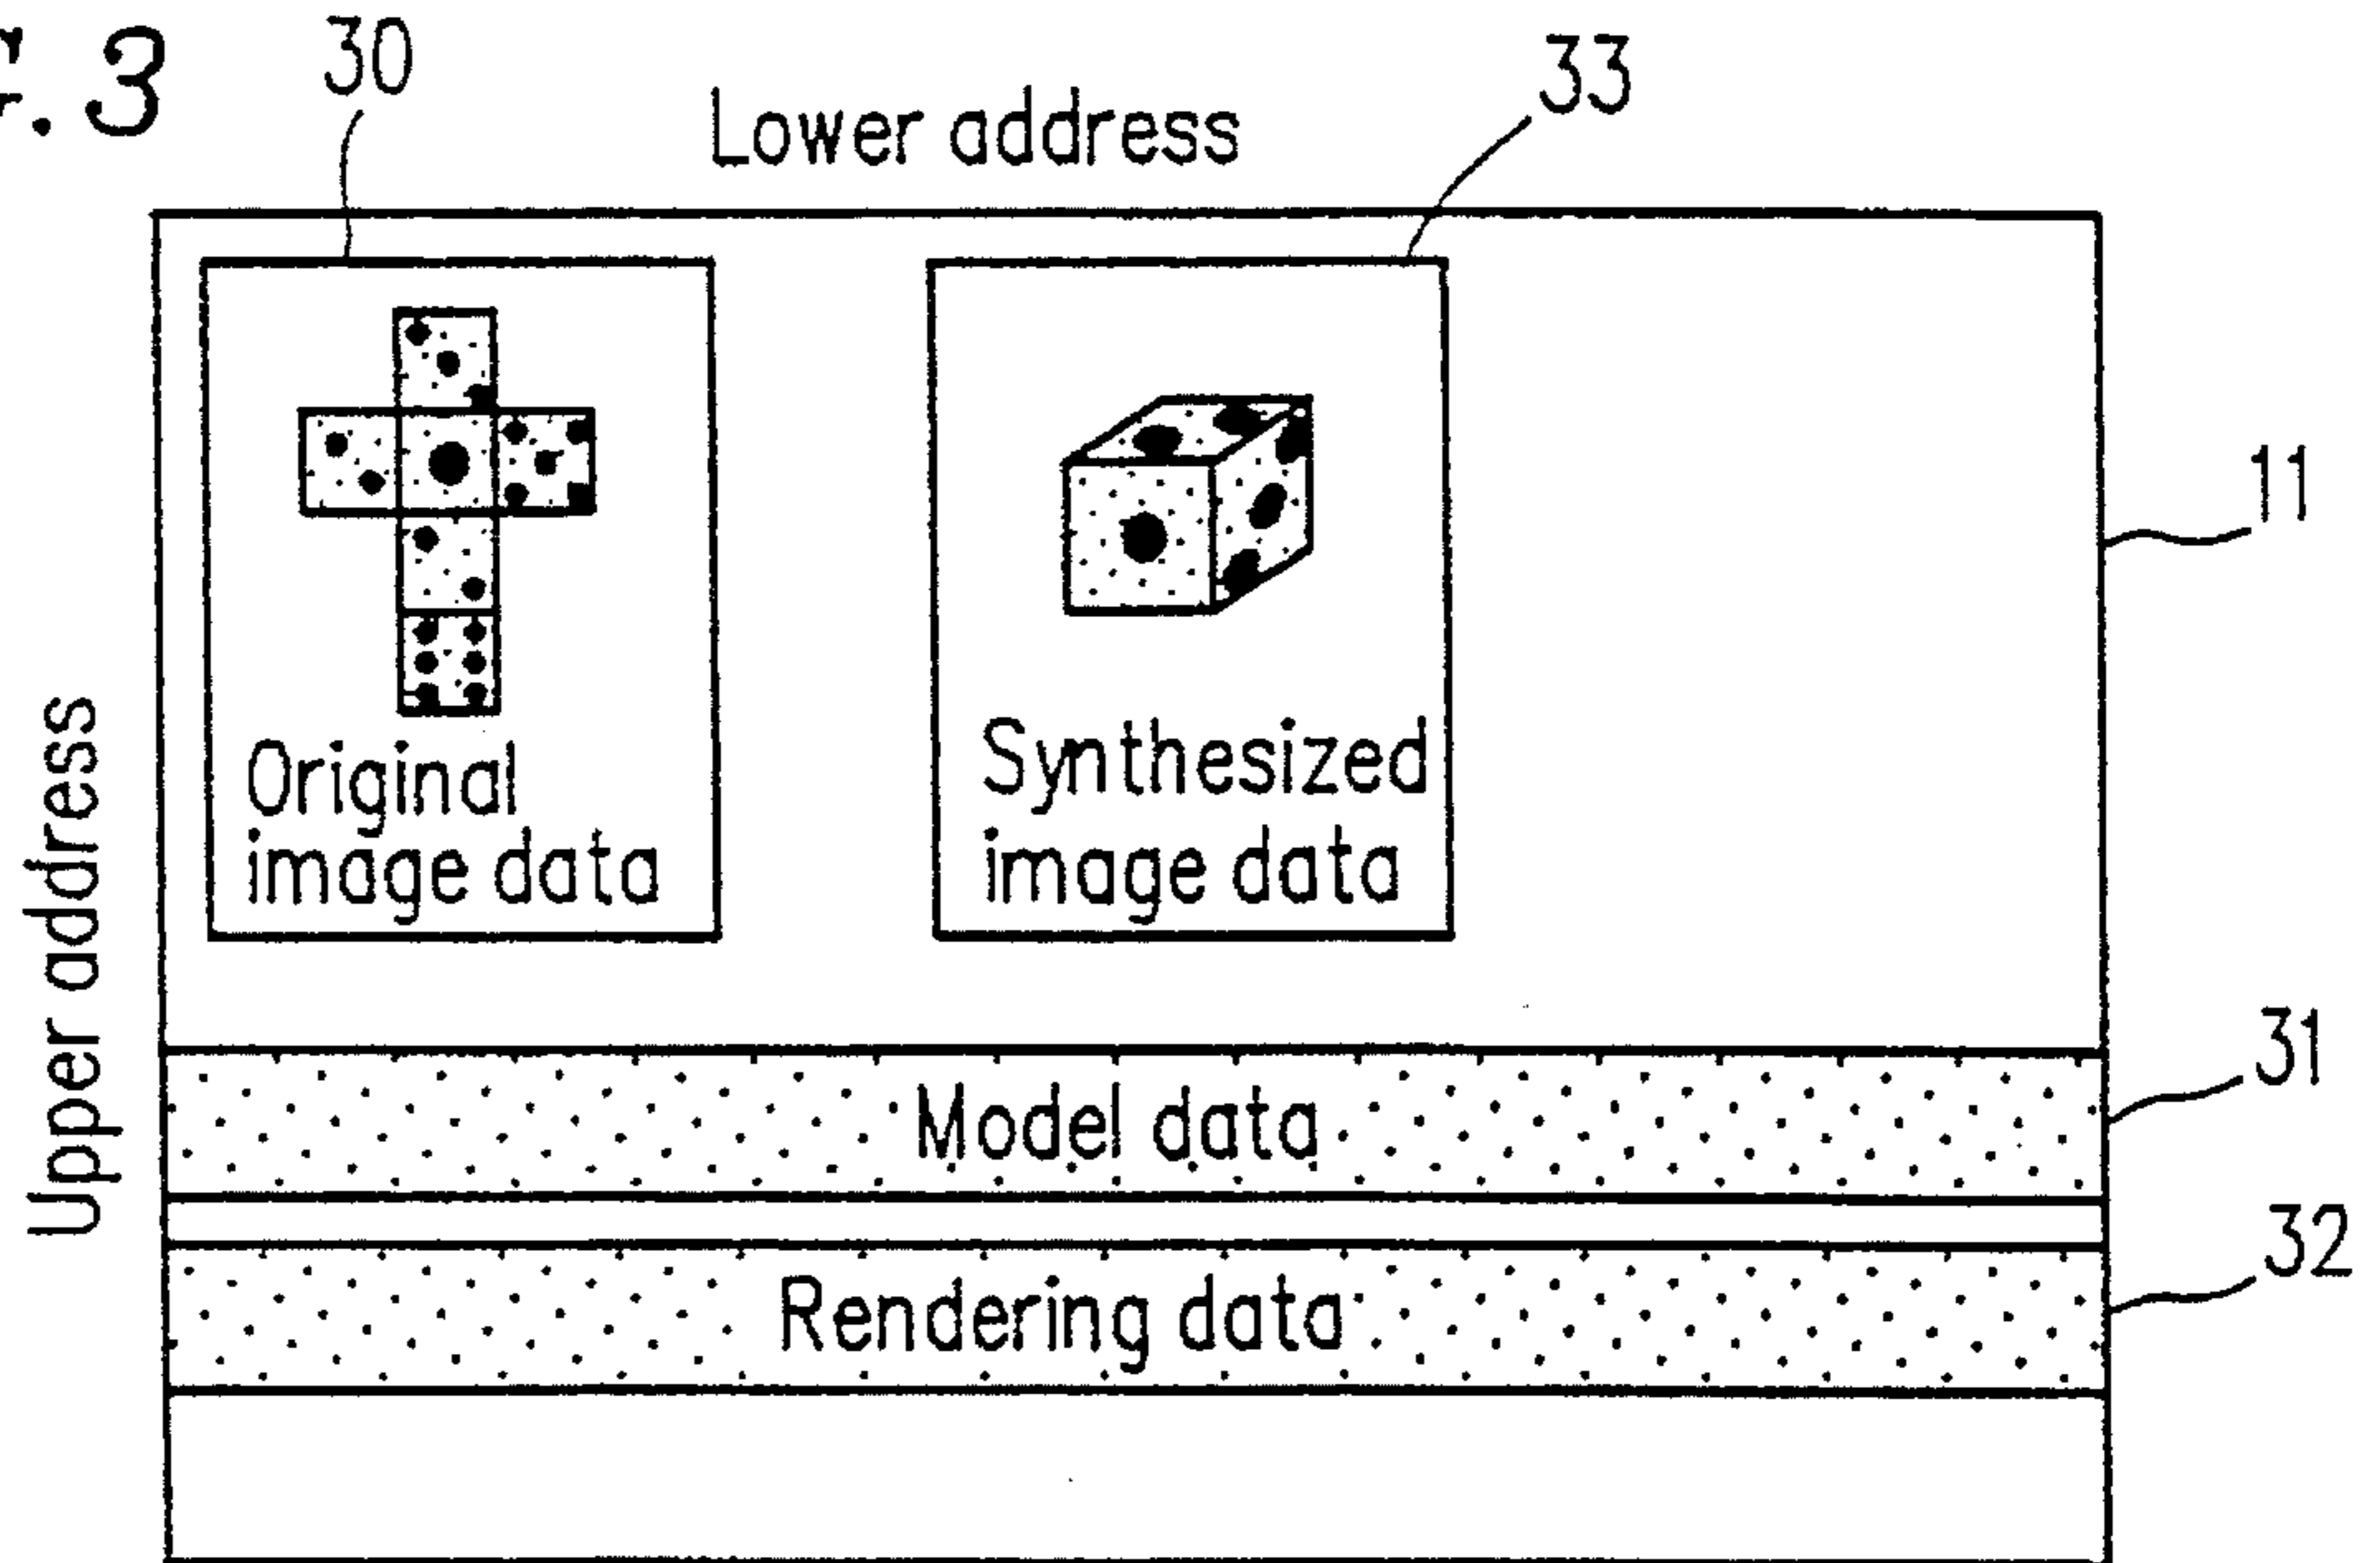 . 3
30
33
Lower address
11
Original
image data
Synthesized
image data
Upper address
Model data
31
Rendering data
32